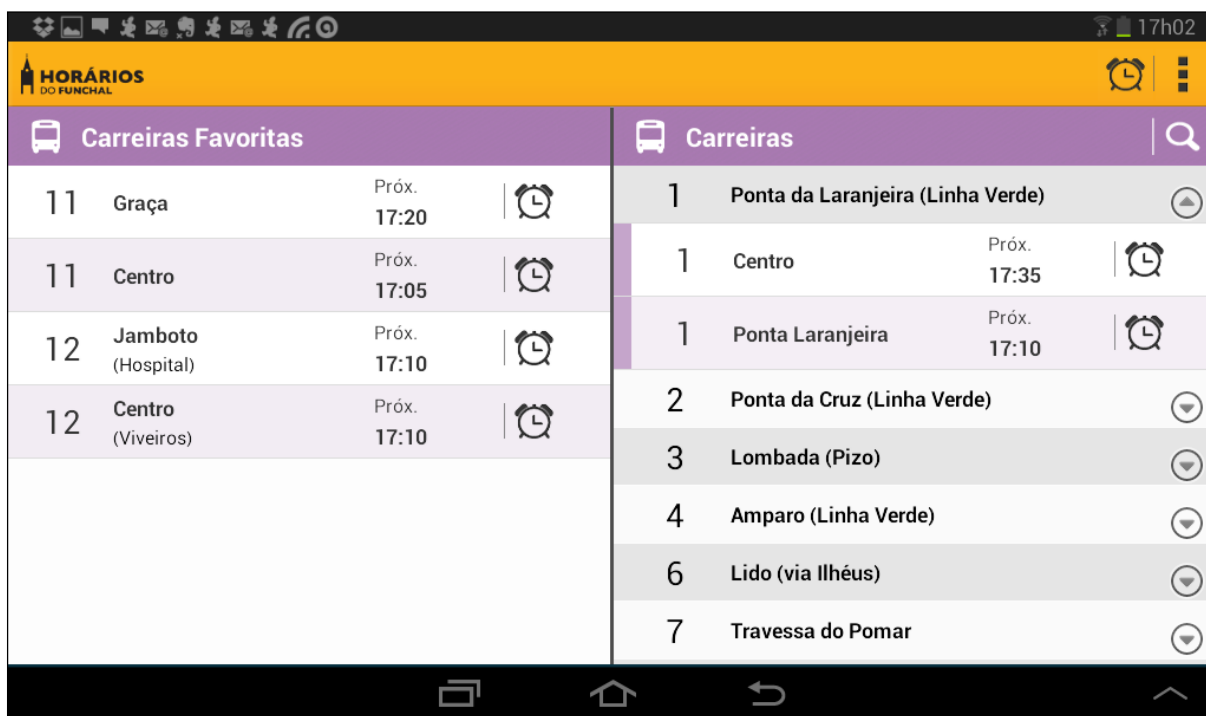 17h02
HORÁRIOS
DO FUNCHAL
Carreiras Favoritas
11 Graça Próx. 17:20
11 Centro Próx. 17:05
12 Jamboto (Hospital) Próx. 17:10
12 Centro (Viveiros) Próx. 17:10
Carreiras
1 Ponta da Laranjeira (Linha Verde)
1 Centro Próx. 17:35
1 Ponta Laranjeira Próx. 17:10
2 Ponta da Cruz (Linha Verde)
3 Lombada (Pizo)
4 Amparo (Linha Verde)
6 Lido (via Ilhéus)
7 Travessa do Pomar